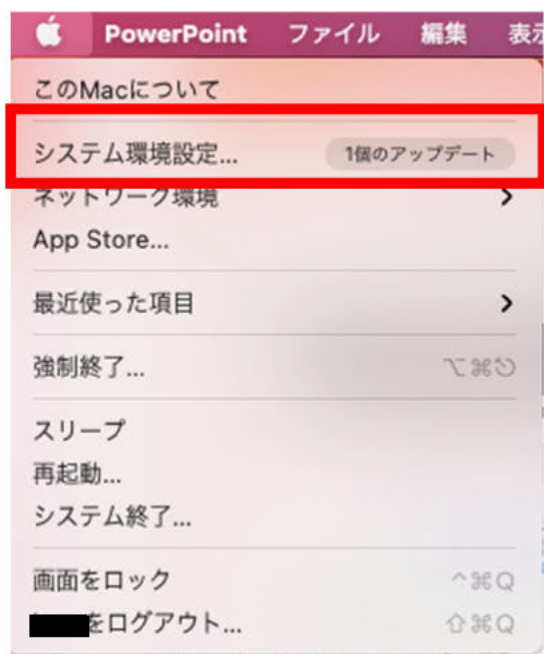 PowerPoint ファイル 編集 表示
このMacについて
システム環境設定... 1個のアップデート
ネットワーク環境 >
App Store...
最近使った項目 >
強制終了... ⌥⌘⎋
スリープ
再起動...
システム終了...
画面をロック ^⌘Q
をログアウト... ⇧⌘Q